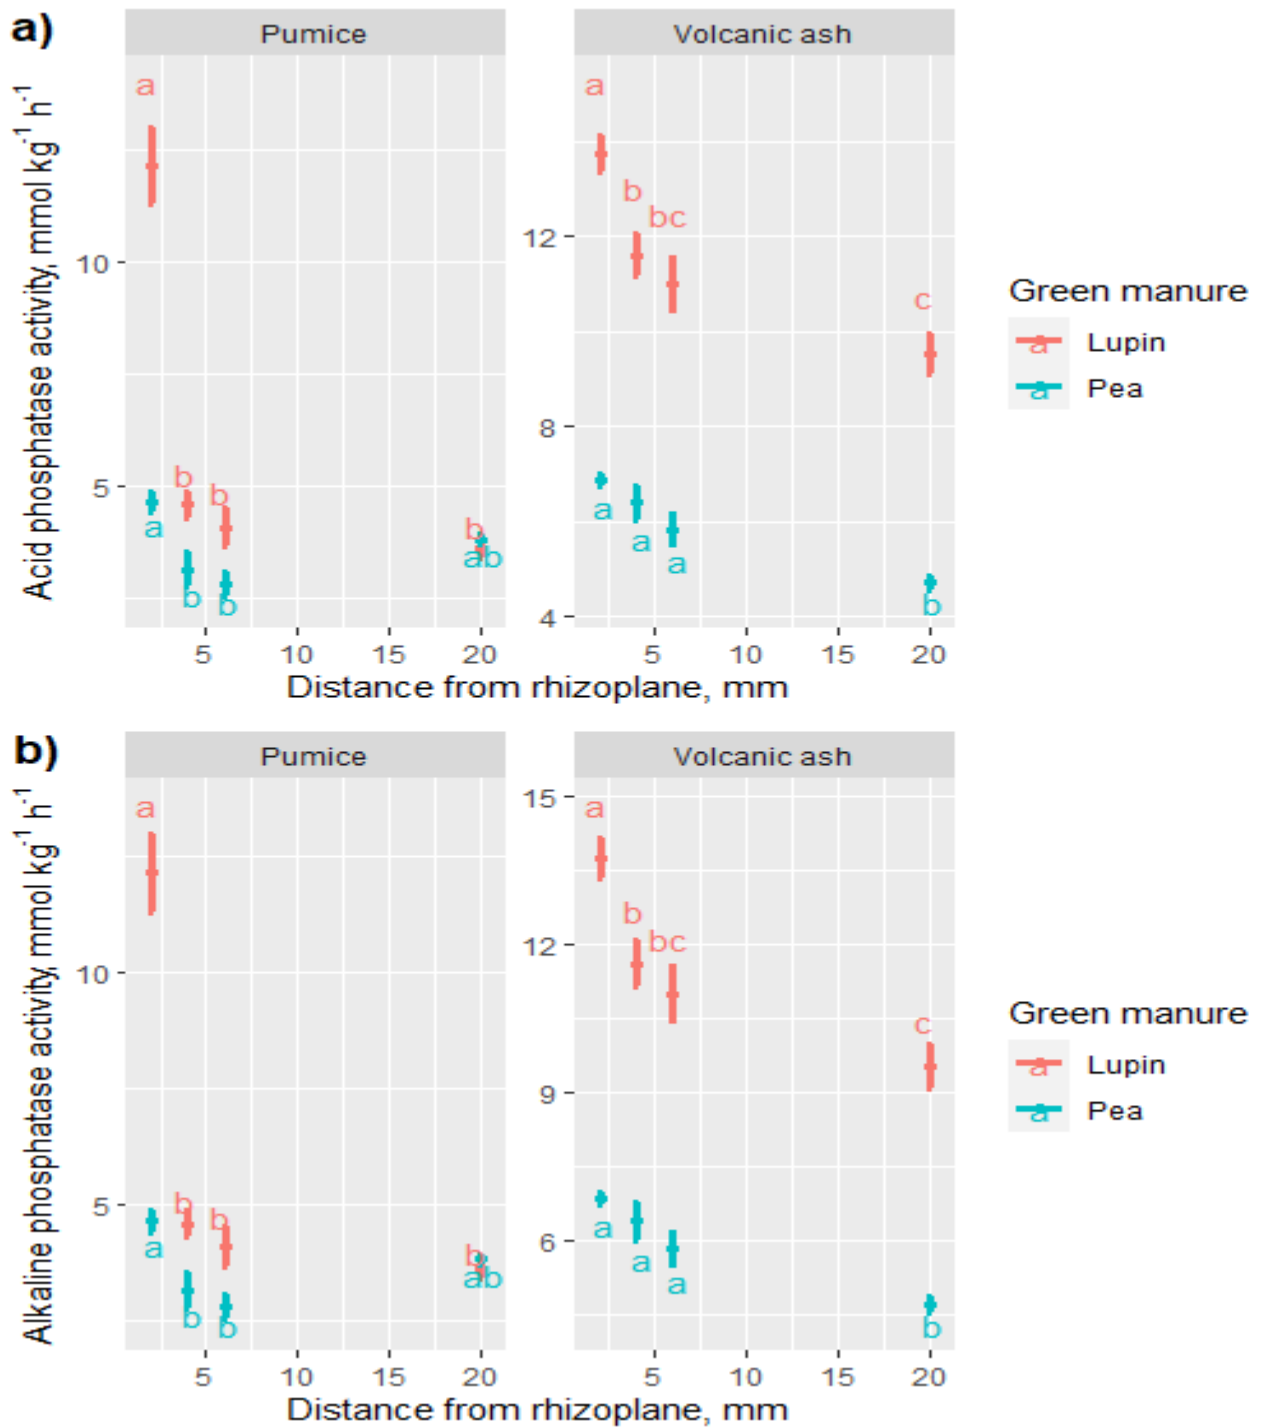 a)
Pumice
Volcanic ash
Acid phosphatase activity, mmol kg⁻¹ h⁻¹
10
5
a
b
b
b
a
b
b
ab
5
10
15
20
12
8
4
a
b
bc
c
a
a
a
b
5
10
15
20
Distance from rhizoplane, mm
Green manure
a Lupin
a Pea
b)
Pumice
Volcanic ash
Alkaline phosphatase activity, mmol kg⁻¹ h⁻¹
10
5
a
b
b
b
a
b
b
ab
5
10
15
20
15
12
9
6
a
b
bc
c
a
a
a
b
5
10
15
20
Distance from rhizoplane, mm
Green manure
a Lupin
a Pea